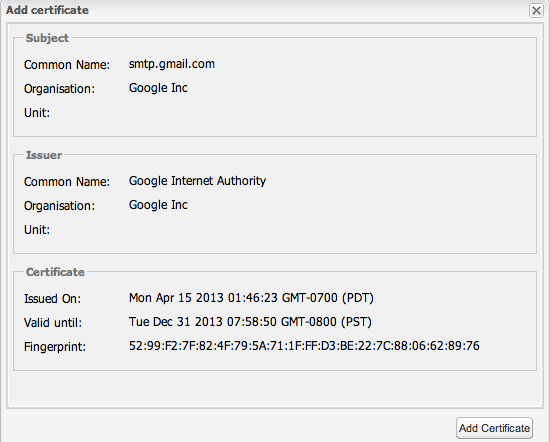 Add certificate
Subject
Common Name: smtp.gmail.com
Organisation: Google Inc
Unit:
Issuer
Common Name: Google Internet Authority
Organisation: Google Inc
Unit:
Certificate
Issued On: Mon Apr 15 2013 01:46:23 GMT-0700 (PDT)
Valid until: Tue Dec 31 2013 07:58:50 GMT-0800 (PST)
Fingerprint: 52:99:F2:7F:82:4F:79:5A:71:1F:FF:D3:BE:22:7C:88:06:62:89:76
Add Certificate